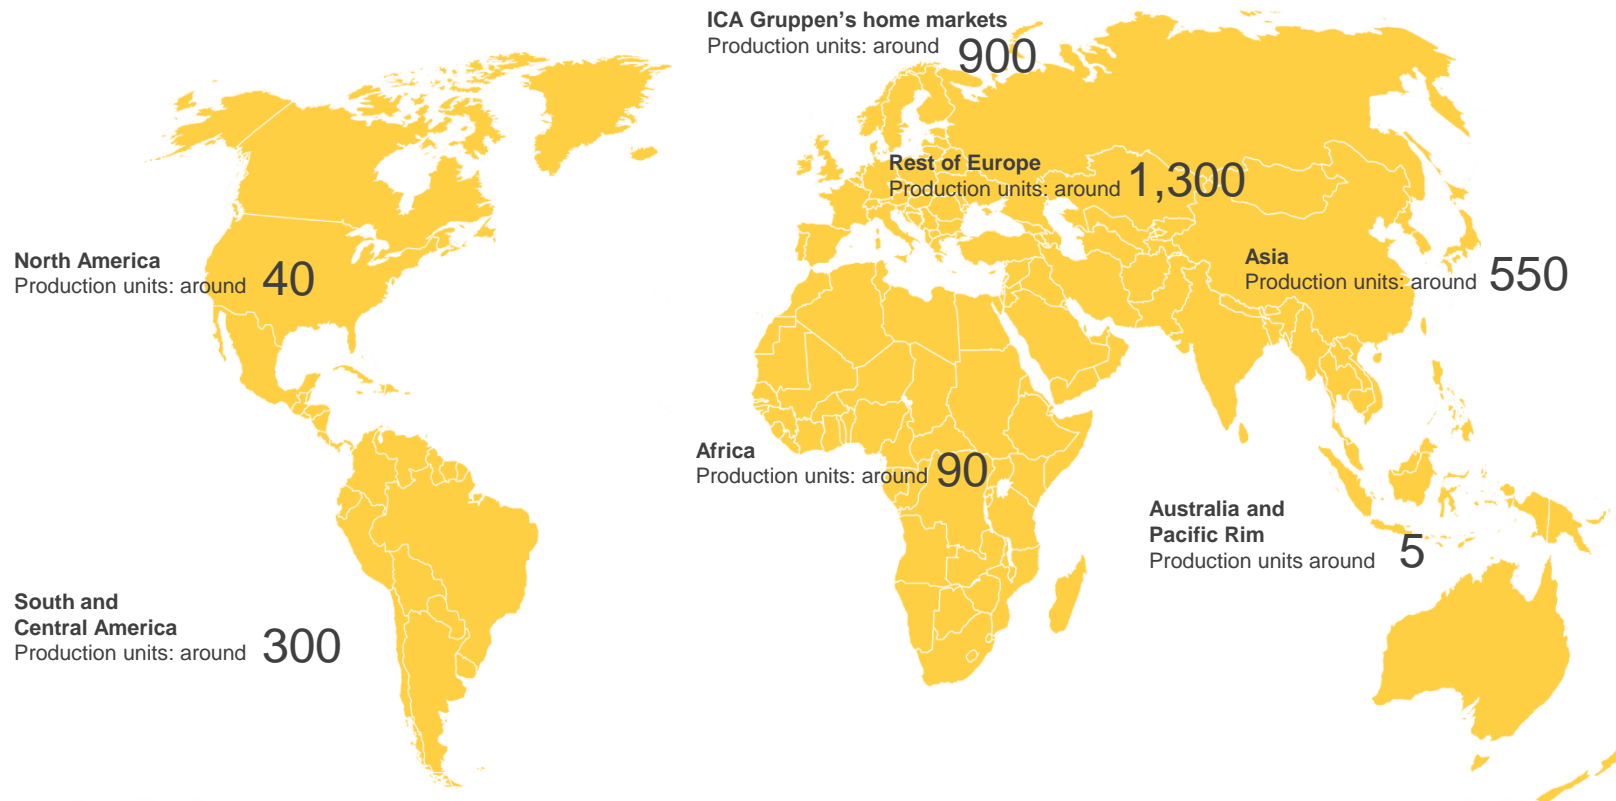 ICA Gruppen’s home markets
Production units: around 900
Rest of Europe
Production units: around 1,300
North America
Production units: around 40
Asia
Production units: around 550
Africa
Production units: around 90
Australia and
Pacific Rim
Production units around 5
South and
Central America
Production units: around 300